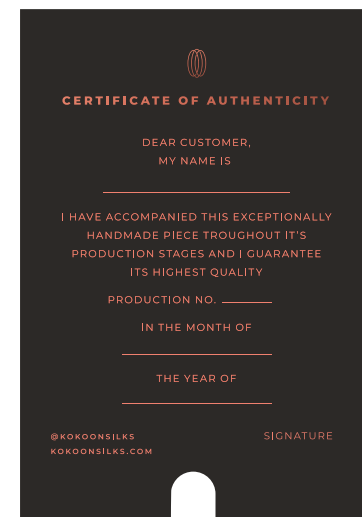 CERTIFICATE OF AUTHENTICITY
DEAR CUSTOMER,
MY NAME IS
I HAVE ACCOMPANIED THIS EXCEPTIONALLY
HANDMADE PIECE TROUGHOUT IT'S
PRODUCTION STAGES AND I GUARANTEE
ITS HIGHEST QUALITY
PRODUCTION NO.
IN THE MONTH OF
THE YEAR OF
@KOKOONSILKS
SIGNATURE
KOKOONSILKS.COM